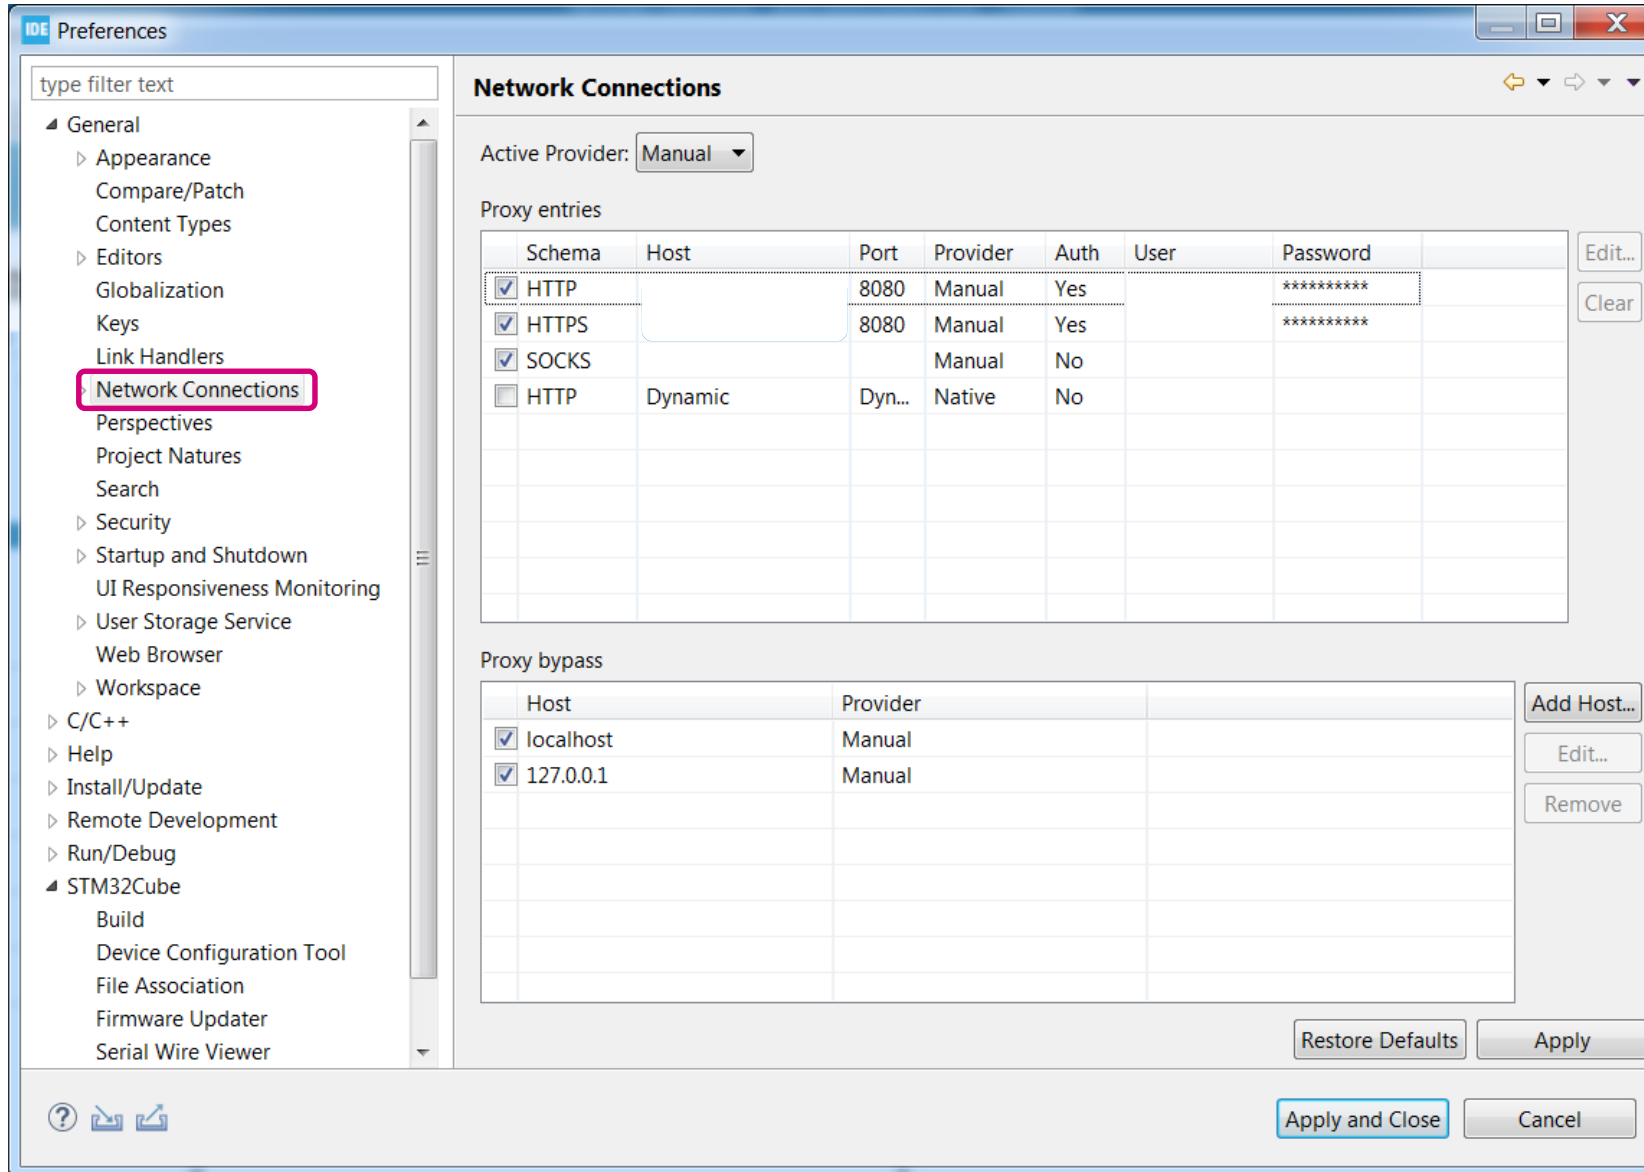 IDE Preferences
type filter text
General
Appearance
Compare/Patch
Content Types
Editors
Globalization
Keys
Link Handlers
Network Connections
Perspectives
Project Natures
Search
Security
Startup and Shutdown
UI Responsiveness Monitoring
User Storage Service
Web Browser
Workspace
C/C++
Help
Install/Update
Remote Development
Run/Debug
STM32Cube
Build
Device Configuration Tool
File Association
Firmware Updater
Serial Wire Viewer
Network Connections
Active Provider: Manual
Proxy entries
Schema Host Port Provider Auth User Password
HTTP 8080 Manual Yes **********
HTTPS 8080 Manual Yes **********
SOCKS Manual No
HTTP Dynamic Dyn... Native No
Edit...
Clear
Proxy bypass
Host Provider
localhost Manual
127.0.0.1 Manual
Add Host...
Edit...
Remove
Restore Defaults Apply
Apply and Close Cancel